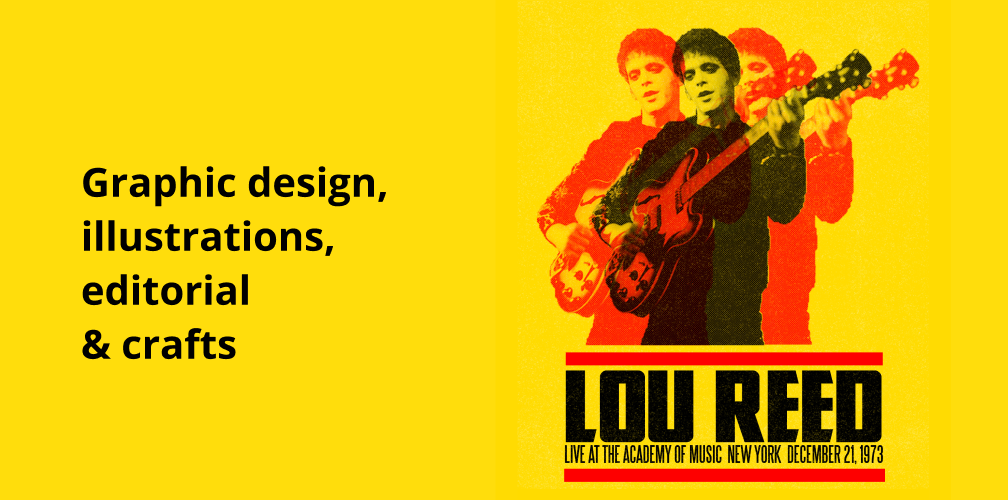 Graphic design,
illustrations,
editorial
& crafts
LOU REED
LIVE AT THE ACADEMY OF MUSIC NEW YORK DECEMBER 21, 1973